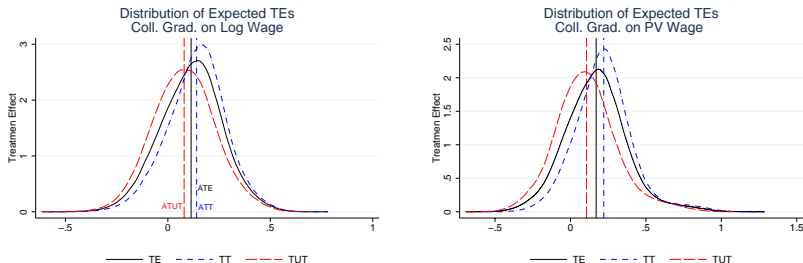 Distribution of Expected TEs
Coll. Grad. on Log Wage
Treatment Effect
3
2
1
0
ATE
ATUT
ATT
-.5
0
.5
1
TE
TT
TUT
Distribution of Expected TEs
Coll. Grad. on PV Wage
Treatment Effect
2.5
2
1.5
1
.5
0
-.5
0
.5
1
1.5
TE
TT
TUT